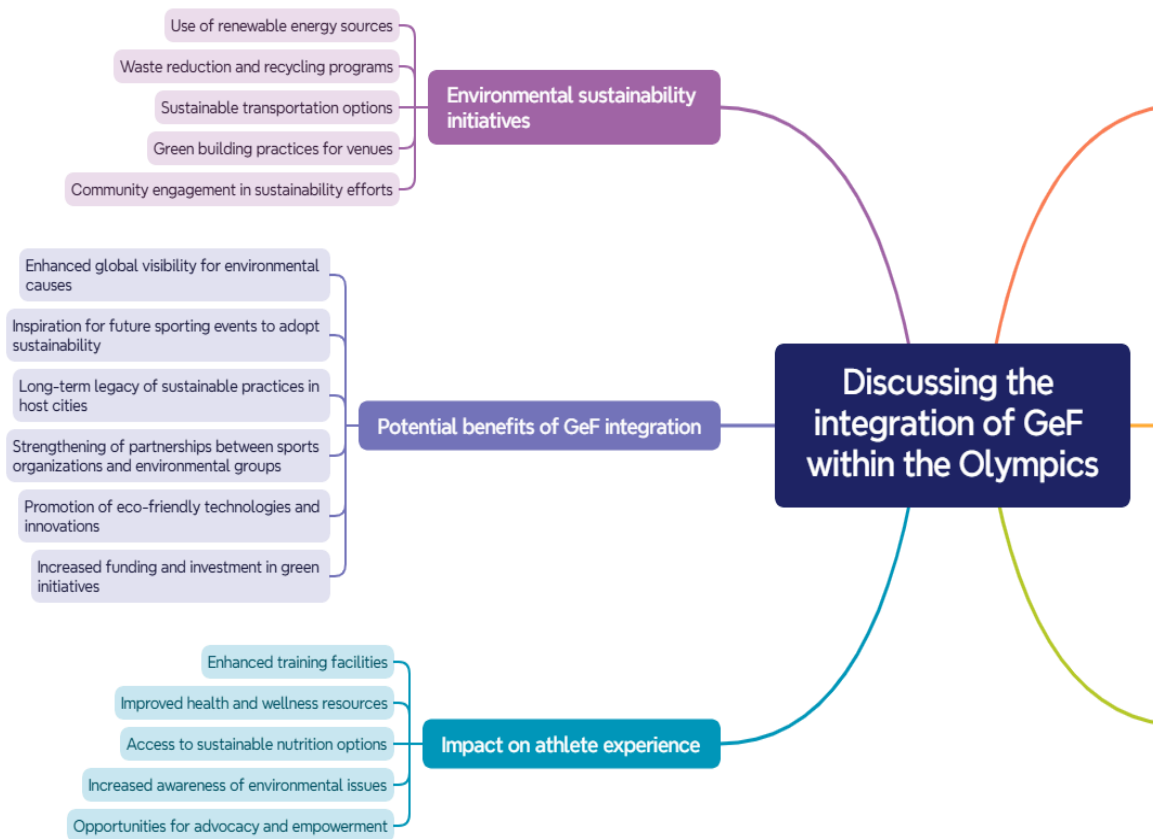 Use of renewable energy sources
Waste reduction and recycling programs
Sustainable transportation options
Green building practices for venues
Community engagement in sustainability efforts
Environmental sustainability
initiatives
Enhanced global visibility for environmental
causes
Inspiration for future sporting events to adopt
sustainability
Long-term legacy of sustainable practices in
host cities
Strengthening of partnerships between sports
organizations and environmental groups
Promotion of eco-friendly technologies and
innovations
Increased funding and investment in green
initiatives
Potential benefits of GeF integration
Discussing the
integration of GeF
within the Olympics
Enhanced training facilities
Improved health and wellness resources
Access to sustainable nutrition options
Increased awareness of environmental issues
Opportunities for advocacy and empowerment
Impact on athlete experience